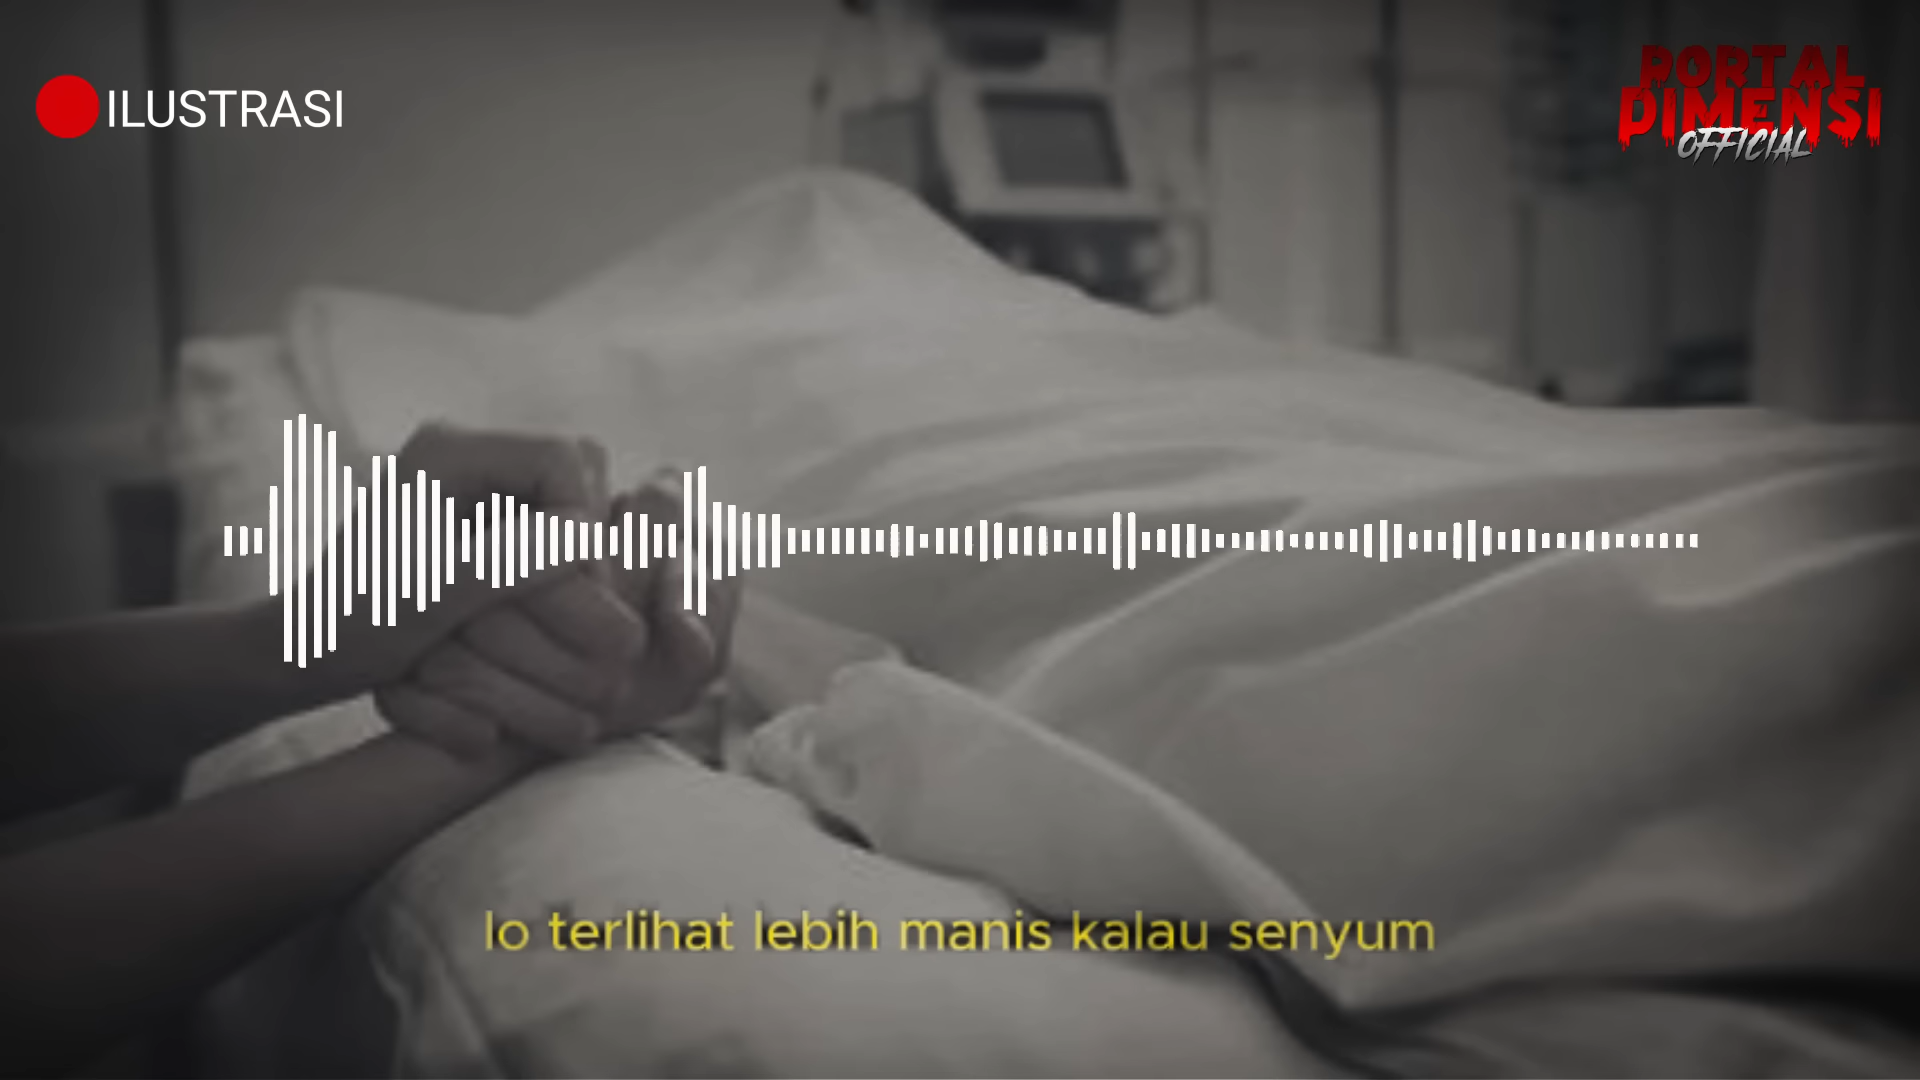 ILUSTRASI
PORTAL
DIMENSI
OFFICIAL
lo terlihat lebih manis kalau senyum